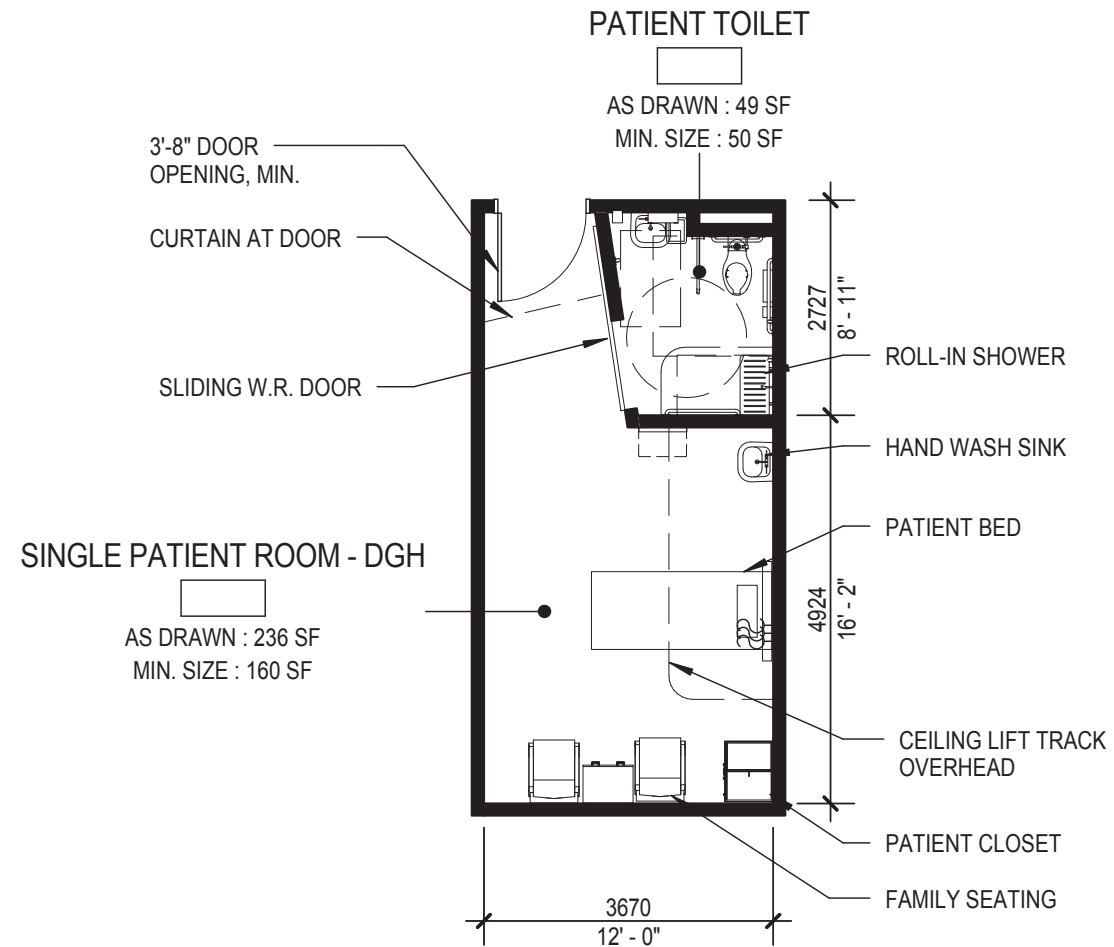 PATIENT TOILET
AS DRAWN : 49 SF
MIN. SIZE : 50 SF
3'-8" DOOR
OPENING, MIN.
CURTAIN AT DOOR
SLIDING W.R. DOOR
2727
8' - 11"
ROLL-IN SHOWER
HAND WASH SINK
PATIENT BED
SINGLE PATIENT ROOM - DGH
AS DRAWN : 236 SF
MIN. SIZE : 160 SF
4924
16' - 2"
CEILING LIFT TRACK
OVERHEAD
PATIENT CLOSET
FAMILY SEATING
3670
12' - 0"